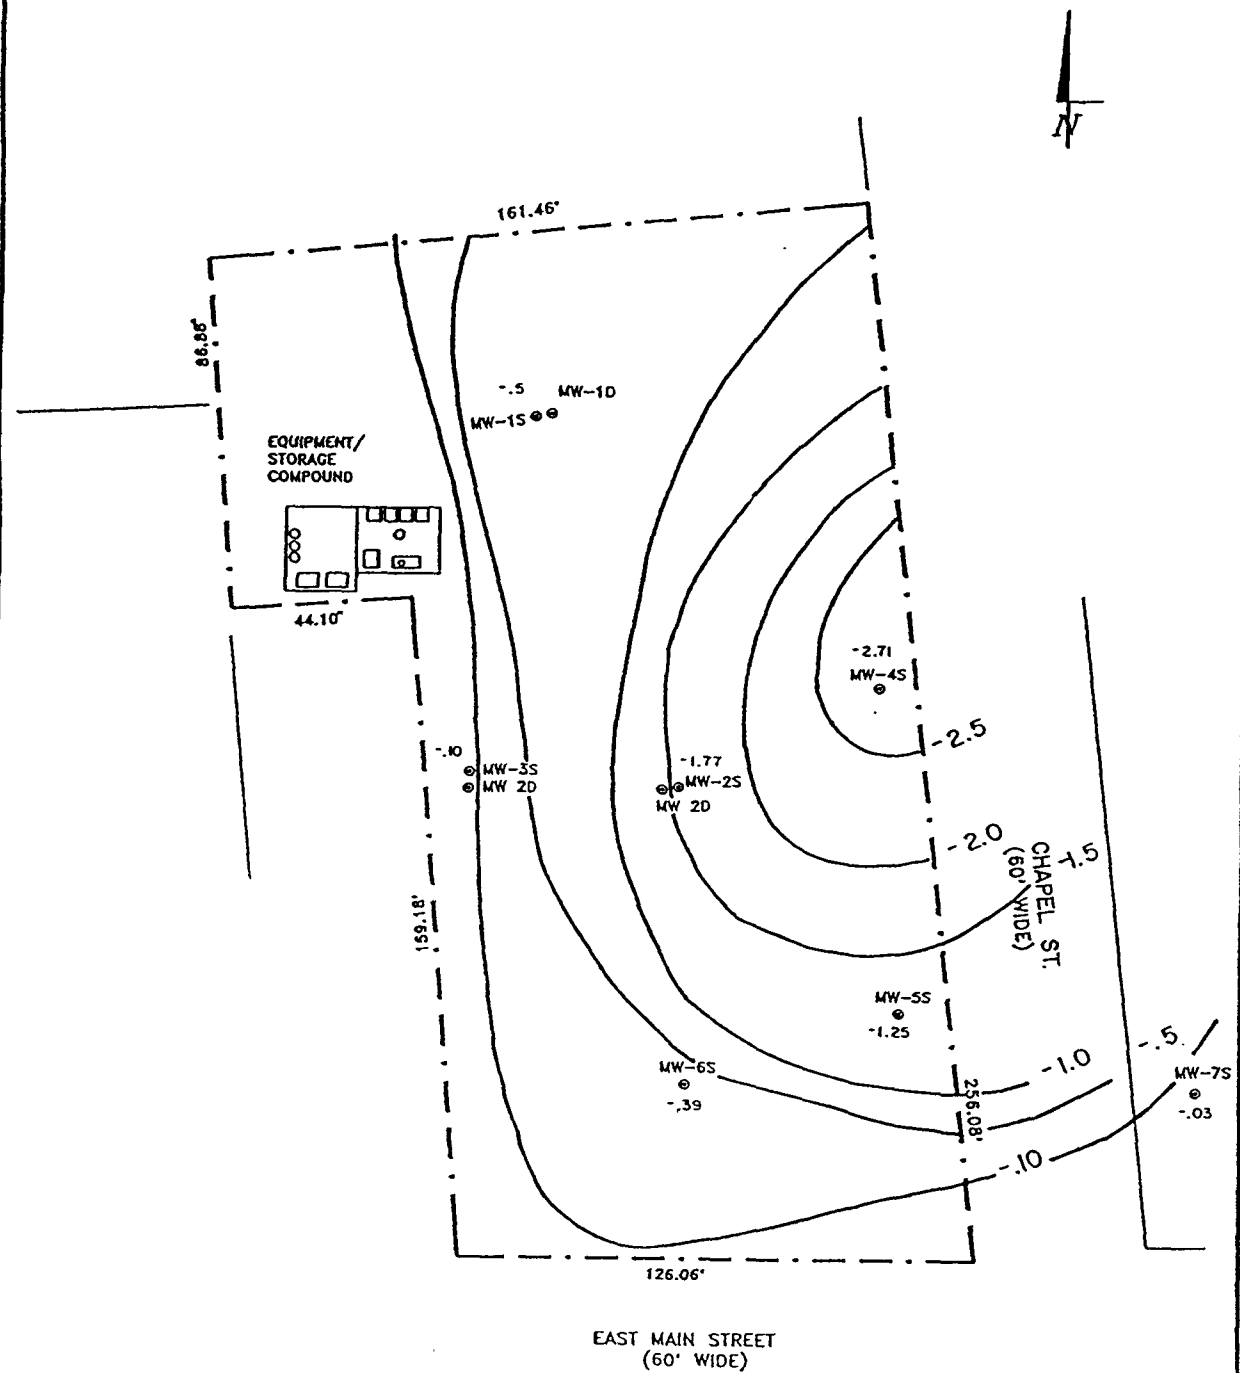 N
161.46'
86.88'
-.5
MW-1D
MW-1S
EQUIPMENT/
STORAGE
COMPOUND
44.10'
-2.71
MW-4S
-2.5
-.10
MW-3S
MW 2D
-1.77
MW-2S
MW 2D
-2.0
CHAPEL ST.
(60' WIDE)
-1.5
159.18'
MW-5S
-1.25
-.5
-1.0
MW-6S
-.39
MW-7S
-.03
256.08'
-.10
126.06'
EAST MAIN STREET
(60' WIDE)